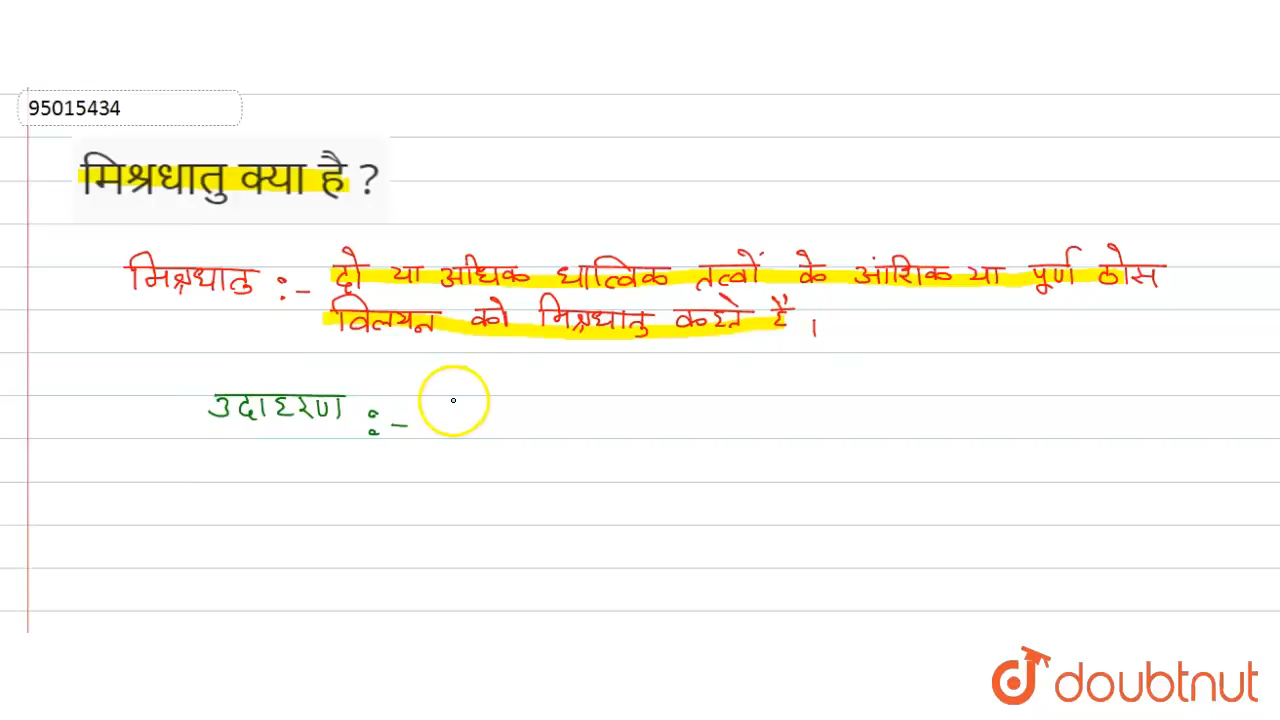 95015434
मिश्रधातु क्या है ?
मिश्रधातु :- दो या अधिक धात्विक तत्वों के आंशिक या पूर्ण ठोस
विलयन को मिश्रधातु कहते हैं ।
उदाहरण :-
doubtnut